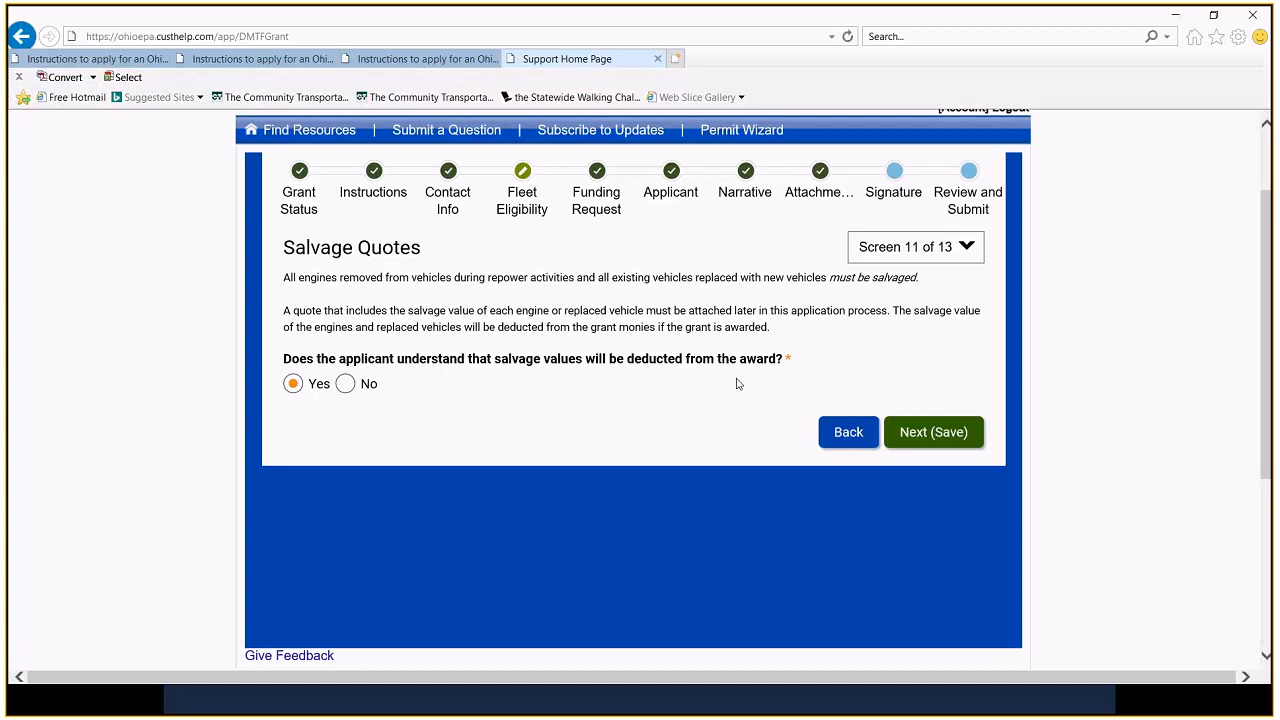 https://ohioepa.custhelp.com/app/DMTFGrant
Search...
Instructions to apply for an Ohi...
Instructions to apply for an Ohi...
Instructions to apply for an Ohi...
Support Home Page
Convert
Select
Free Hotmail
Suggested Sites
The Community Transporta...
The Community Transporta...
the Statewide Walking Chal...
Web Slice Gallery
[Account] Logout
Find Resources | Submit a Question | Subscribe to Updates | Permit Wizard
Grant Status
Instructions
Contact Info
Fleet Eligibility
Funding Request
Applicant
Narrative
Attachme...
Signature
Review and Submit
Salvage Quotes
Screen 11 of 13
All engines removed from vehicles during repower activities and all existing vehicles replaced with new vehicles must be salvaged.
A quote that includes the salvage value of each engine or replaced vehicle must be attached later in this application process. The salvage value
of the engines and replaced vehicles will be deducted from the grant monies if the grant is awarded.
Does the applicant understand that salvage values will be deducted from the award? *
Yes No
Back Next (Save)
Give Feedback